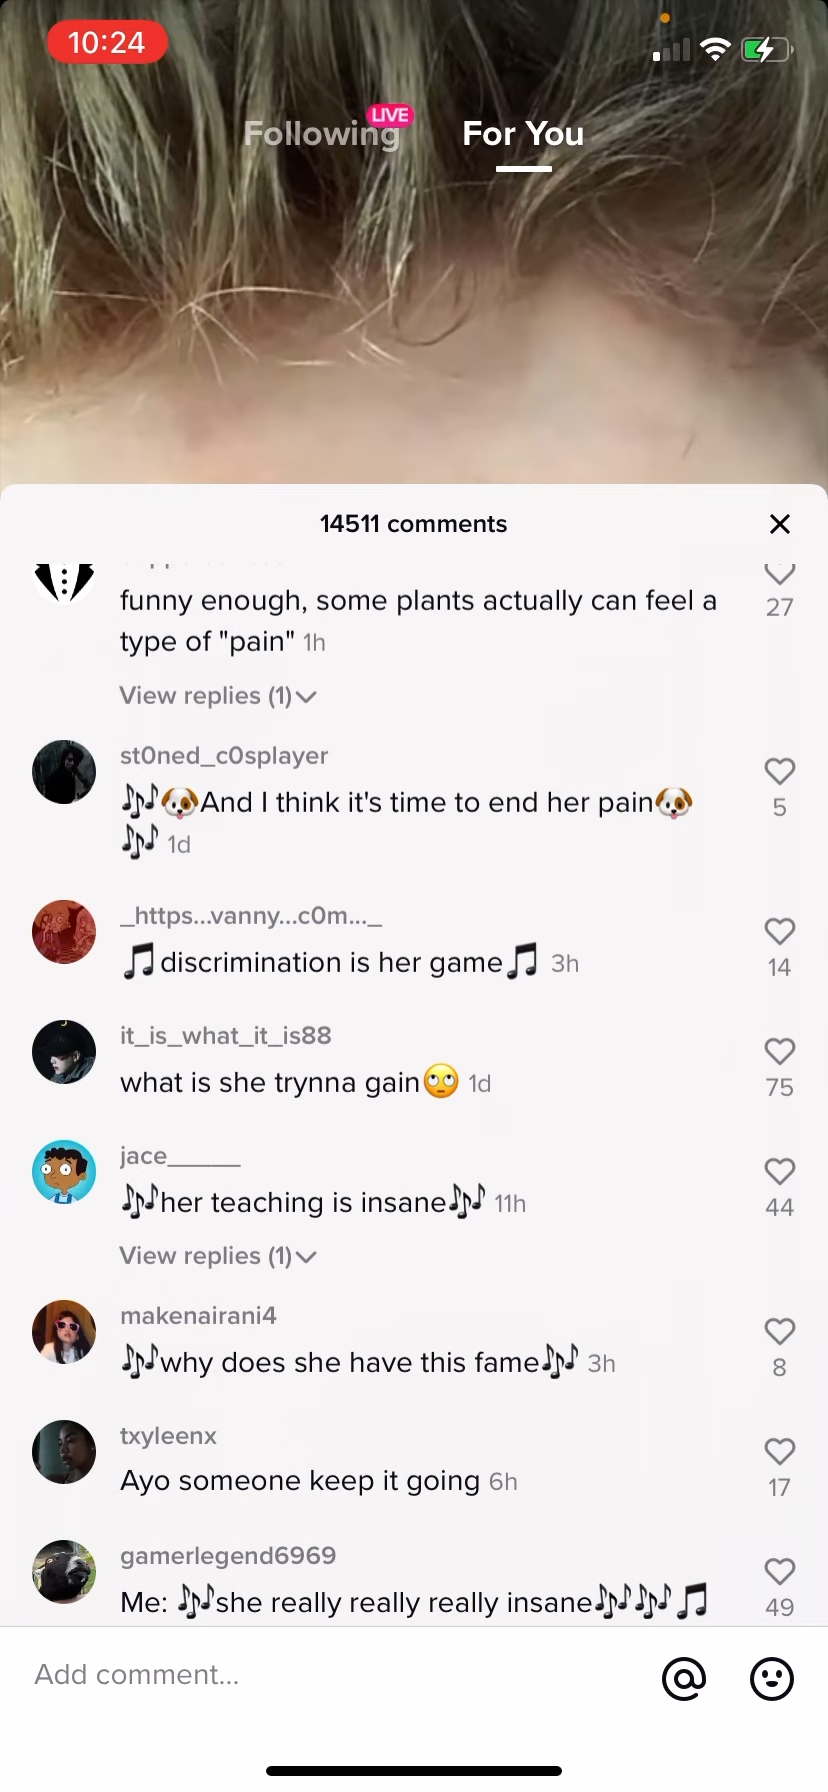 10:24
LIVE
Following For You
14511 comments
funny enough, some plants actually can feel a
type of "pain" 1h
27
View replies (1)
st0ned_c0splayer
🎶🐶And I think it's time to end her pain🐶
🎶 1d
5
_https...vanny...c0m..._
🎵discrimination is her game🎵 3h
14
it_is_what_it_is88
what is she trynna gain🙄 1d
75
jace_____
🎶her teaching is insane🎶 11h
44
View replies (1)
makenairani4
🎶why does she have this fame🎶 3h
8
txyleenx
Ayo someone keep it going 6h
17
gamerlegend6969
Me: 🎶she really really really insane🎶🎶🎵
49
Add comment...